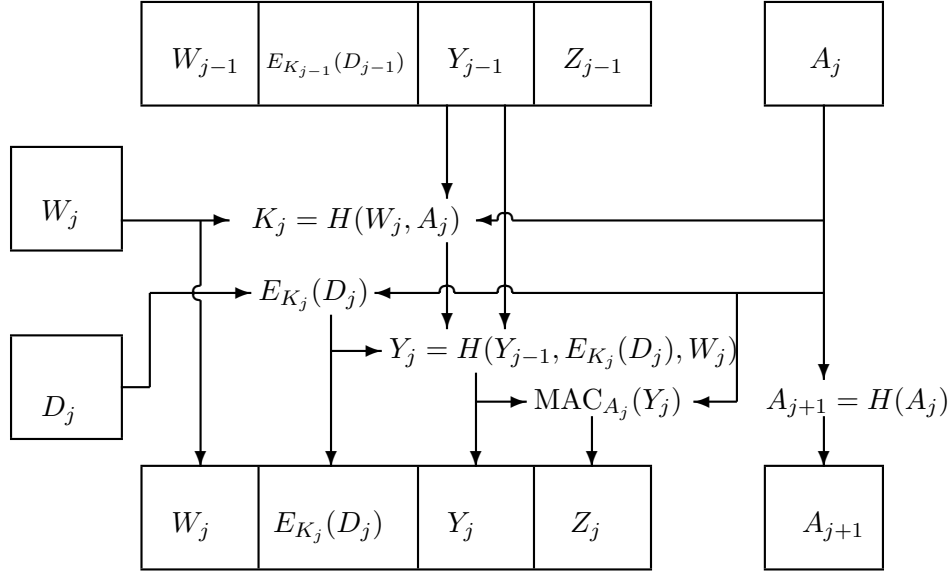 W_{j-1} E_{K_{j-1}}(D_{j-1}) Y_{j-1} Z_{j-1} A_j
W_j K_j = H(W_j, A_j)
E_{K_j}(D_j)
Y_j = H(Y_{j-1}, E_{K_j}(D_j), W_j)
D_j MAC_{A_j}(Y_j) A_{j+1} = H(A_j)
W_j E_{K_j}(D_j) Y_j Z_j A_{j+1}